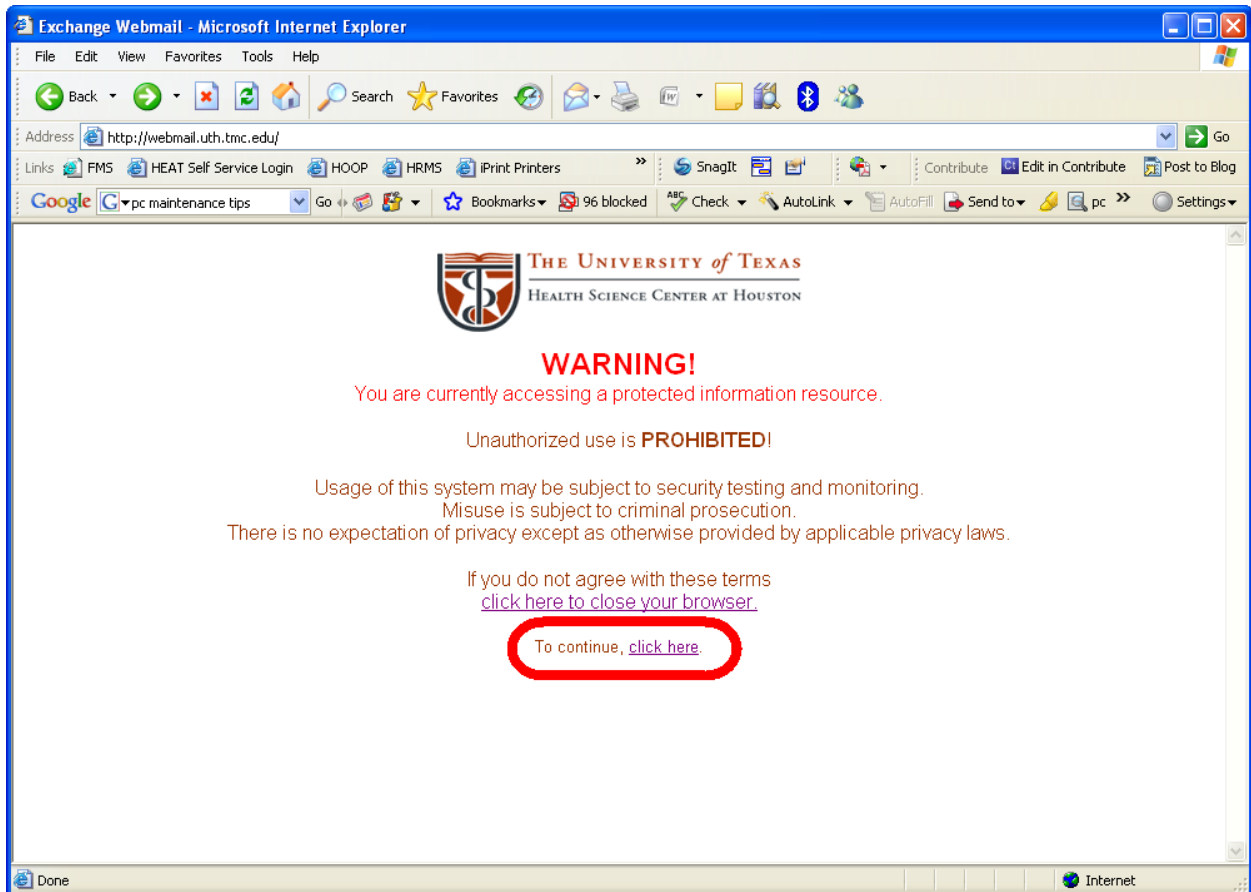 Exchange Webmail - Microsoft Internet Explorer
File Edit View Favorites Tools Help
Back Search Favorites
Address http://webmail.uth.tmc.edu/ Go
Links FMS HEAT Self Service Login HOOP HRMS iPrint Printers » SnagIt Contribute Ct Edit in Contribute Post to Blog
Google G pc maintenance tips Go Bookmarks 96 blocked ABC Check AutoLink AutoFill Send to pc » Settings
THE UNIVERSITY of TEXAS
HEALTH SCIENCE CENTER AT HOUSTON
WARNING!
You are currently accessing a protected information resource.
Unauthorized use is PROHIBITED!
Usage of this system may be subject to security testing and monitoring.
Misuse is subject to criminal prosecution.
There is no expectation of privacy except as otherwise provided by applicable privacy laws.
If you do not agree with these terms
click here to close your browser.
To continue, click here.
Done Internet